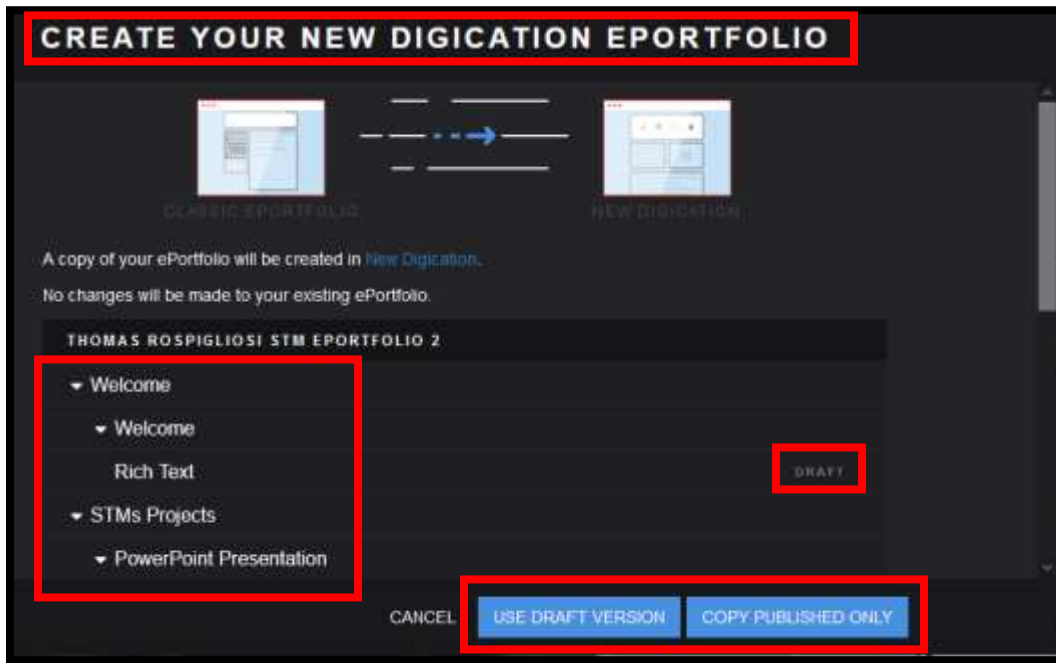 CREATE YOUR NEW DIGICATION EPORTFOLIO
CLASSIC EPORTFOLIO NEW DIGICATION
A copy of your ePortfolio will be created in New Digication.
No changes will be made to your existing ePortfolio.
THOMAS ROSPIGLIOSI STM EPORTFOLIO 2
Welcome
Welcome
Rich Text DRAFT
STMs Projects
PowerPoint Presentation
CANCEL USE DRAFT VERSION COPY PUBLISHED ONLY